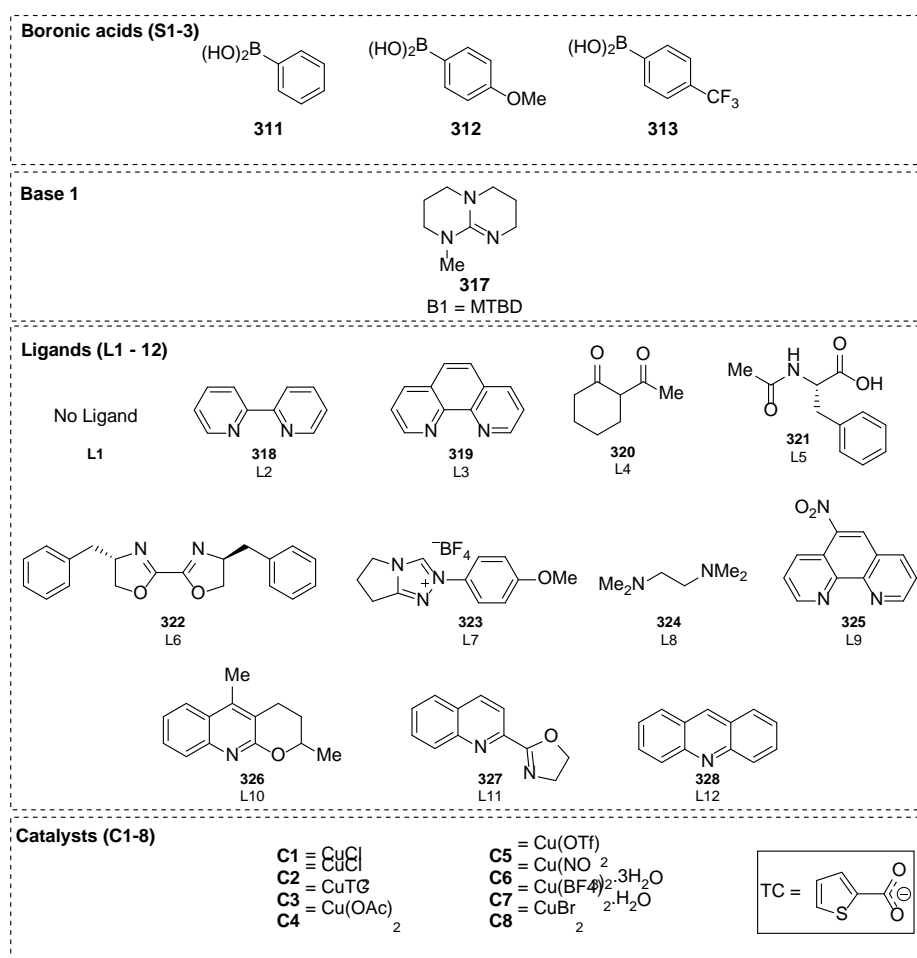 Boronic acids (S1-3)
(HO)2B (HO)2B (HO)2B
OMe CF3
311 312 313
Base 1
N
N N
Me
317
B1 = MTBD
Ligands (L1 - 12)
No Ligand
L1
N N
318
L2
N N
319
L3
O O
Me
320
L4
Me H N O OH
O
321
L5
N N
O O
322
L6
−BF4
N
N N +
OMe
323
L7
Me2N NMe2
324
L8
O2N
N N
325
L9
Me
N O Me
326
L10
N O
N
327
L11
N
328
L12
Catalysts (C1-8)
C1 = CuCl
C2 = CuCl2
C3 = CuTC
C4 = Cu(OAc)2
C5 = Cu(OTf)2
C6 = Cu(NO3)2.3H2O
C7 = Cu(BF4)2.H2O
C8 = CuBr2
TC = S O O −